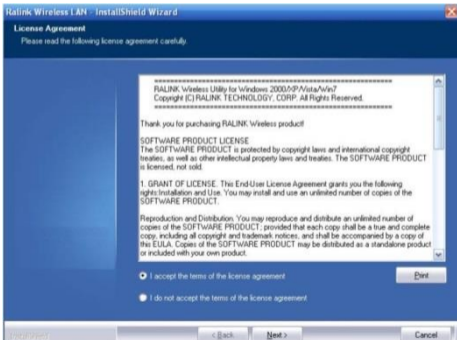 Ralink Wireless LAN - InstallShield Wizard
License Agreement
Please read the following license agreement carefully.
RALINK Wireless Utility for Windows 2000/XP/Vista/Win7
Copyright (C) RALINK TECHNOLOGY, CORP. All Rights Reserved.
Thank you for purchasing RALINK Wireless product!
SOFTWARE PRODUCT LICENSE
The SOFTWARE PRODUCT is protected by copyright laws and international copyright
treaties, as well as other intellectual property laws and treaties. The SOFTWARE PRODUCT
is licensed, not sold.
1. GRANT OF LICENSE. This End-User License Agreement grants you the following
rights:Installation and Use. You may install and use an unlimited number of copies of the
SOFTWARE PRODUCT.
Reproduction and Distribution. You may reproduce and distribute an unlimited number of
copies of the SOFTWARE PRODUCT; provided that each copy shall be a true and complete
copy, including all copyright and trademark notices, and shall be accompanied by a copy of
this EULA. Copies of the SOFTWARE PRODUCT may be distributed as a standalone product
or included with your own product.
I accept the terms of the license agreement
Print
I do not accept the terms of the license agreement
InstallShield
< Back
Next >
Cancel